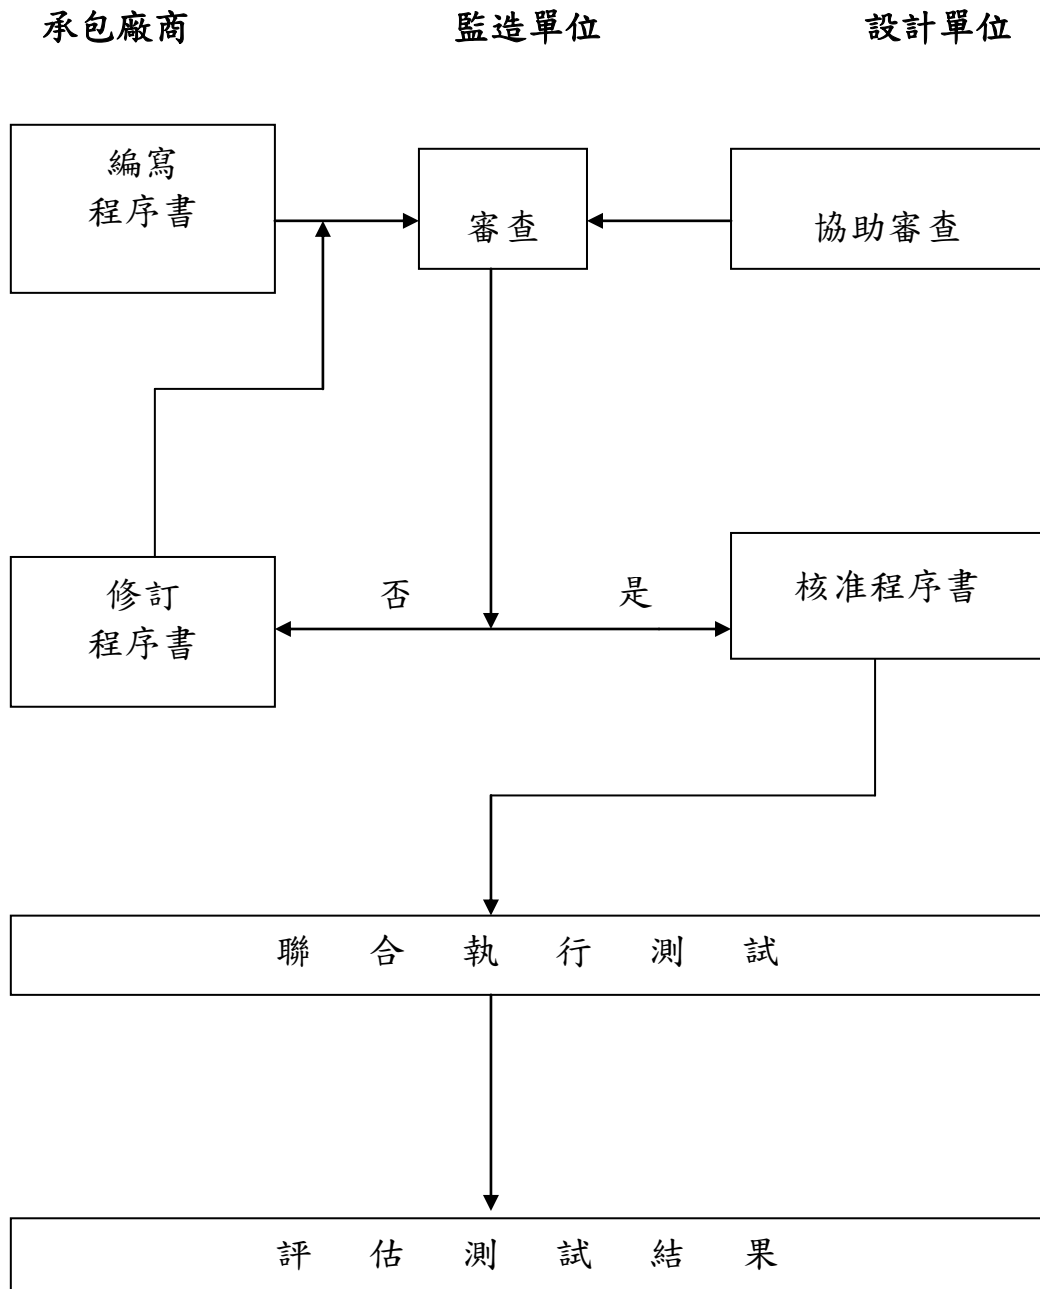 承包廠商 監造單位 設計單位
編寫
程序書
審查
協助審查
修訂
程序書
否
是
核准程序書
聯合執行測試
評估測試結果